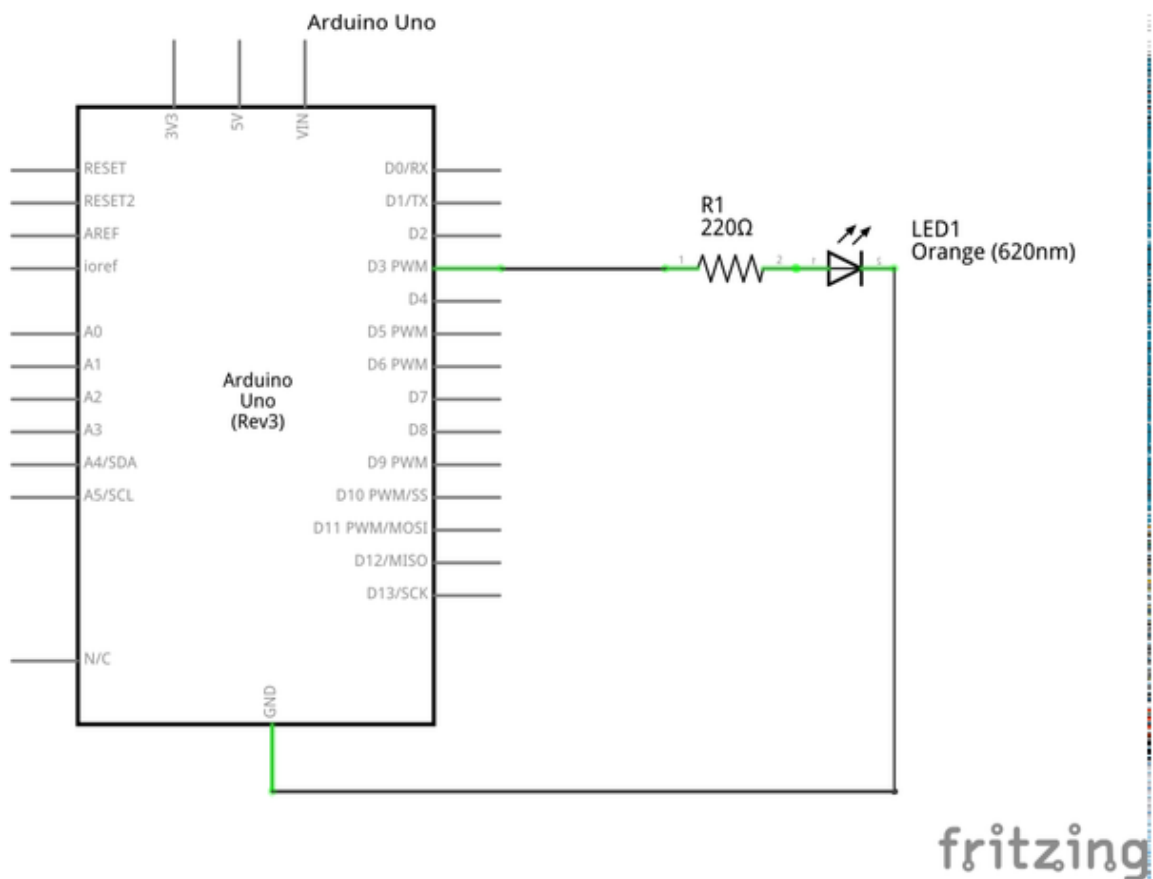 Arduino Uno
3V3
5V
VIN
RESET
RESET2
AREF
ioref
A0
A1
A2
A3
A4/SDA
A5/SCL
N/C
Arduino
Uno
(Rev3)
GND
D0/RX
D1/TX
D2
D3 PWM
D4
D5 PWM
D6 PWM
D7
D8
D9 PWM
D10 PWM/SS
D11 PWM/MOSI
D12/MISO
D13/SCK
R1
220Ω
1
2
LED1
Orange (620nm)
fritzing